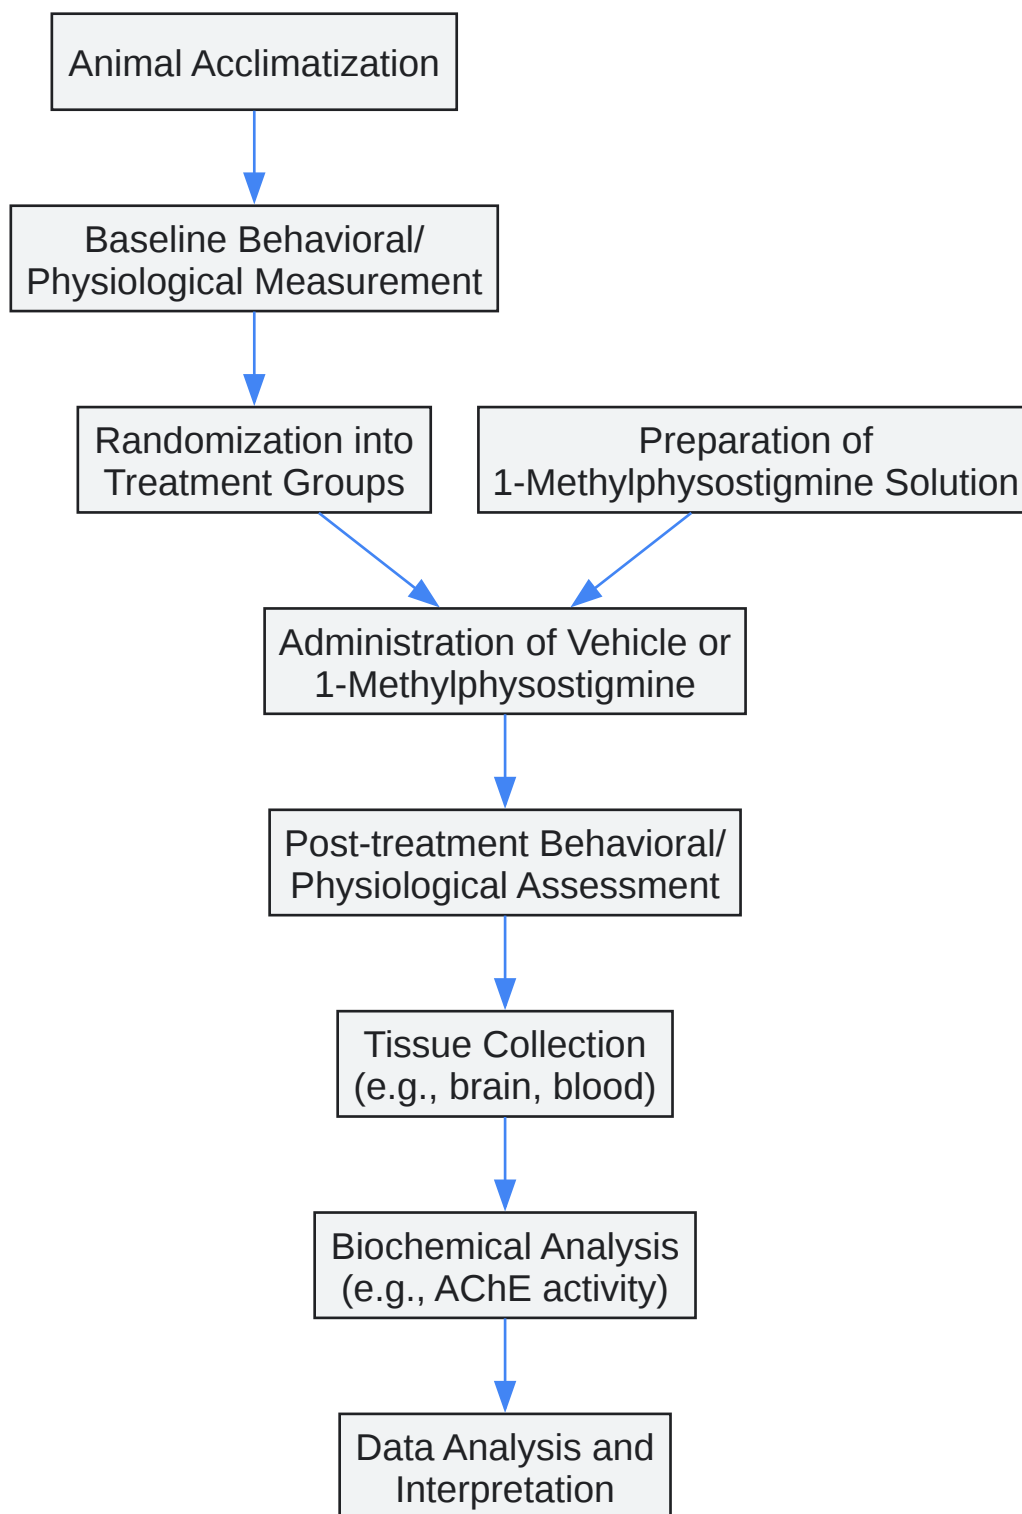 Animal Acclimatization
Baseline Behavioral/
Physiological Measurement
Randomization into
Treatment Groups
Preparation of
1-Methylphysostigmine Solution
Administration of Vehicle or
1-Methylphysostigmine
Post-treatment Behavioral/
Physiological Assessment
Tissue Collection
(e.g., brain, blood)
Biochemical Analysis
(e.g., AChE activity)
Data Analysis and
Interpretation